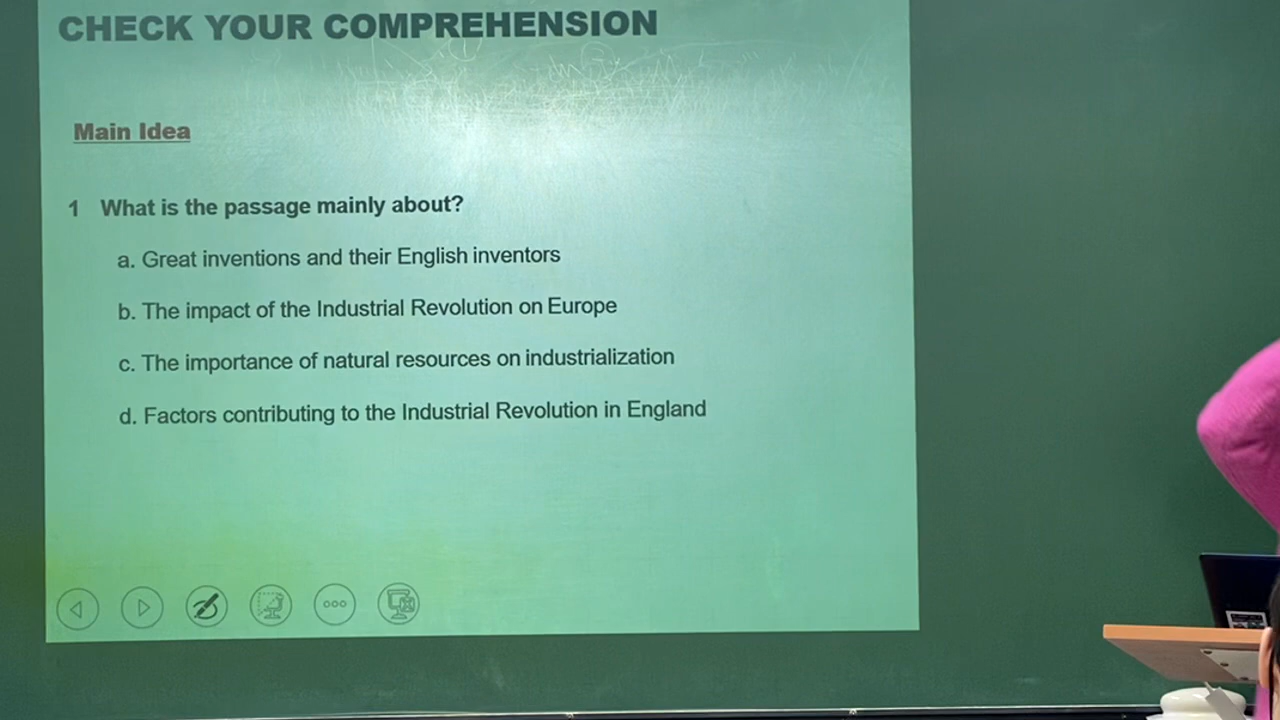 CHECK YOUR COMPREHENSION
Main Idea
1 What is the passage mainly about?
a. Great inventions and their English inventors
b. The impact of the Industrial Revolution on Europe
c. The importance of natural resources on industrialization
d. Factors contributing to the Industrial Revolution in England